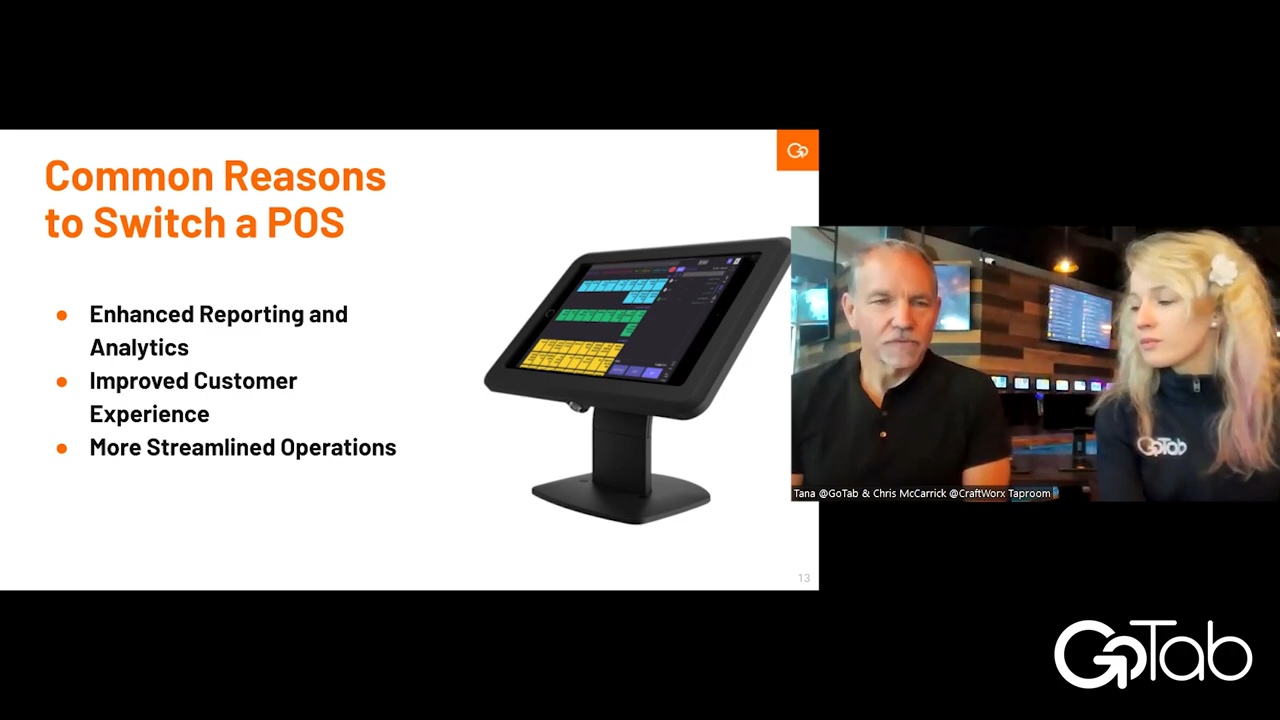 Common Reasons
to Switch a POS
Enhanced Reporting and
Analytics
Improved Customer
Experience
More Streamlined Operations
13
GoTab
Tana @GoTab & Chris McCarrick @CraftWorx Taproom
GoTab